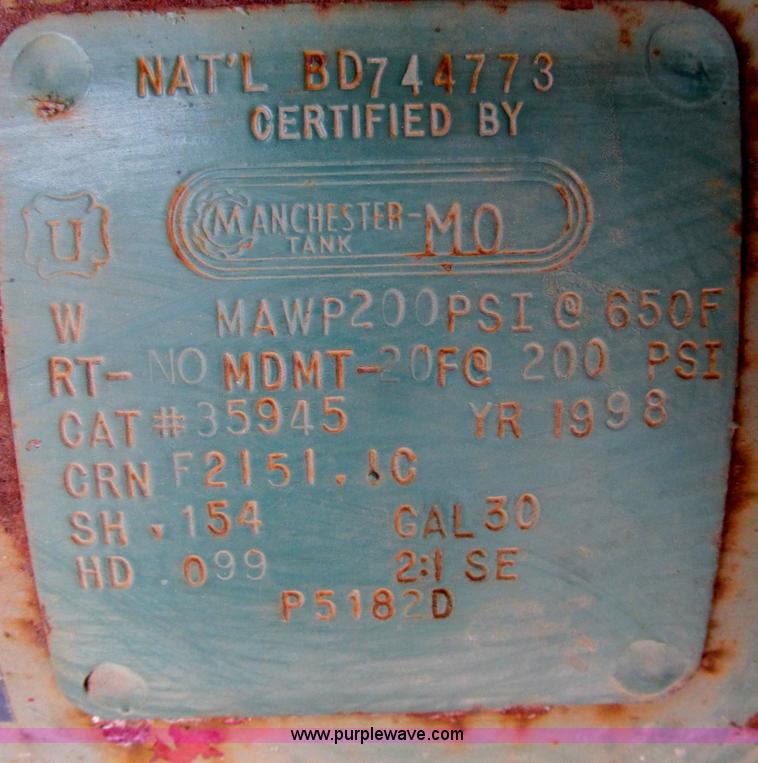 NAT'L BD744773
CERTIFIED BY
U
MANCHESTER-MO
TANK
W MAWP200PSI@650F
RT-NO MDMT-20F@ 200 PSI
CAT#35945 YR 1998
CRN F2151.1C
SH .154 GAL30
HD .099 2:1 SE
P5182D
www.purplewave.com